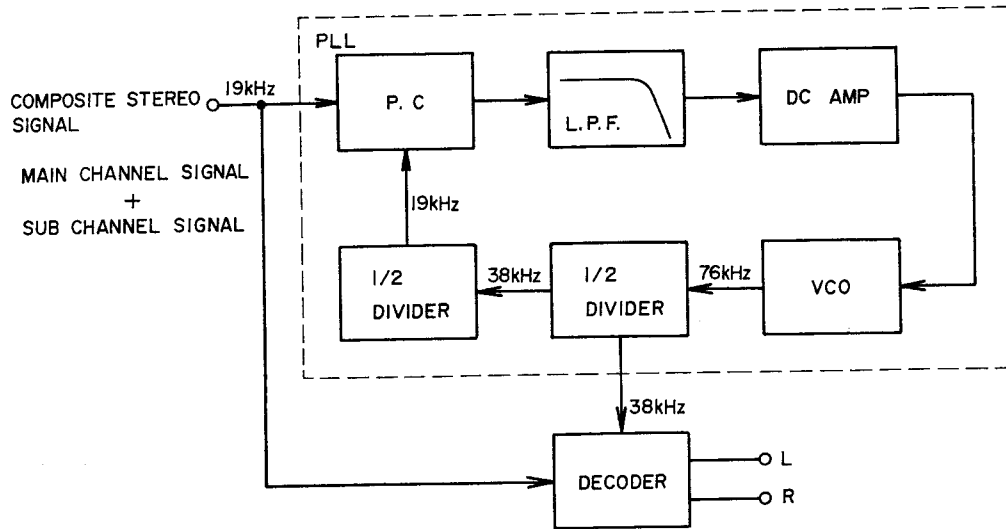 PLL
19kHz
COMPOSITE STEREO
SIGNAL
P. C
L.P.F.
DC AMP
MAIN CHANNEL SIGNAL
+
SUB CHANNEL SIGNAL
19kHz
1/2
DIVIDER
38kHz
1/2
DIVIDER
76kHz
VCO
38kHz
DECODER
L
R